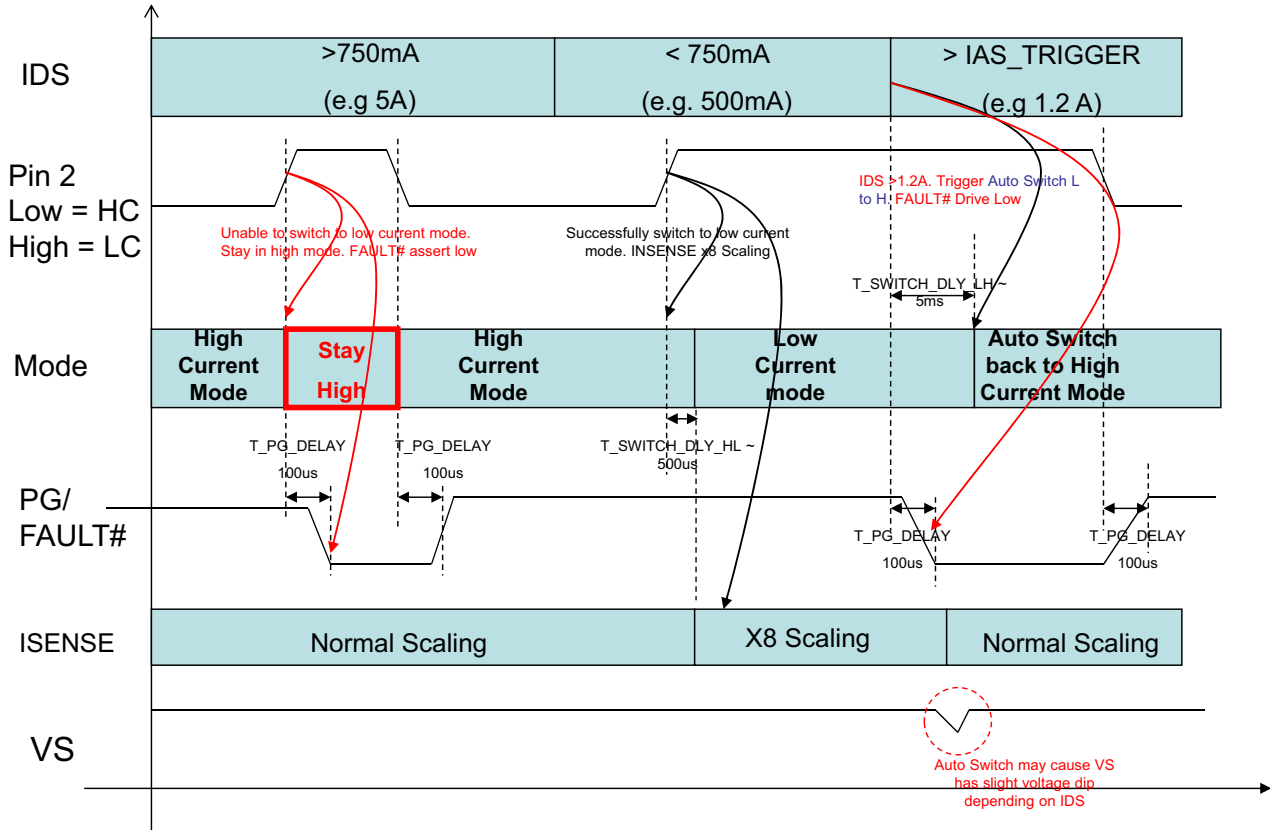 IDS
>750mA
(e.g 5A)
< 750mA
(e.g. 500mA)
> IAS_TRIGGER
(e.g 1.2 A)
Pin 2
Low = HC
High = LC
Unable to switch to low current mode.
Stay in high mode. FAULT# assert low
Successfully switch to low current
mode. INSENSE x8 Scaling
IDS >1.2A. Trigger Auto Switch L
to H. FAULT# Drive Low
T_SWITCH_DLY_LH ~
5ms
Mode
High
Current
Mode
Stay
High
High
Current
Mode
Low
Current
mode
Auto Switch
back to High
Current Mode
T_PG_DELAY
100us
T_PG_DELAY
100us
T_SWITCH_DLY_HL ~
500us
PG/
FAULT#
T_PG_DELAY
100us
T_PG_DELAY
100us
ISENSE
Normal Scaling
X8 Scaling
Normal Scaling
VS
Auto Switch may cause VS
has slight voltage dip
depending on IDS